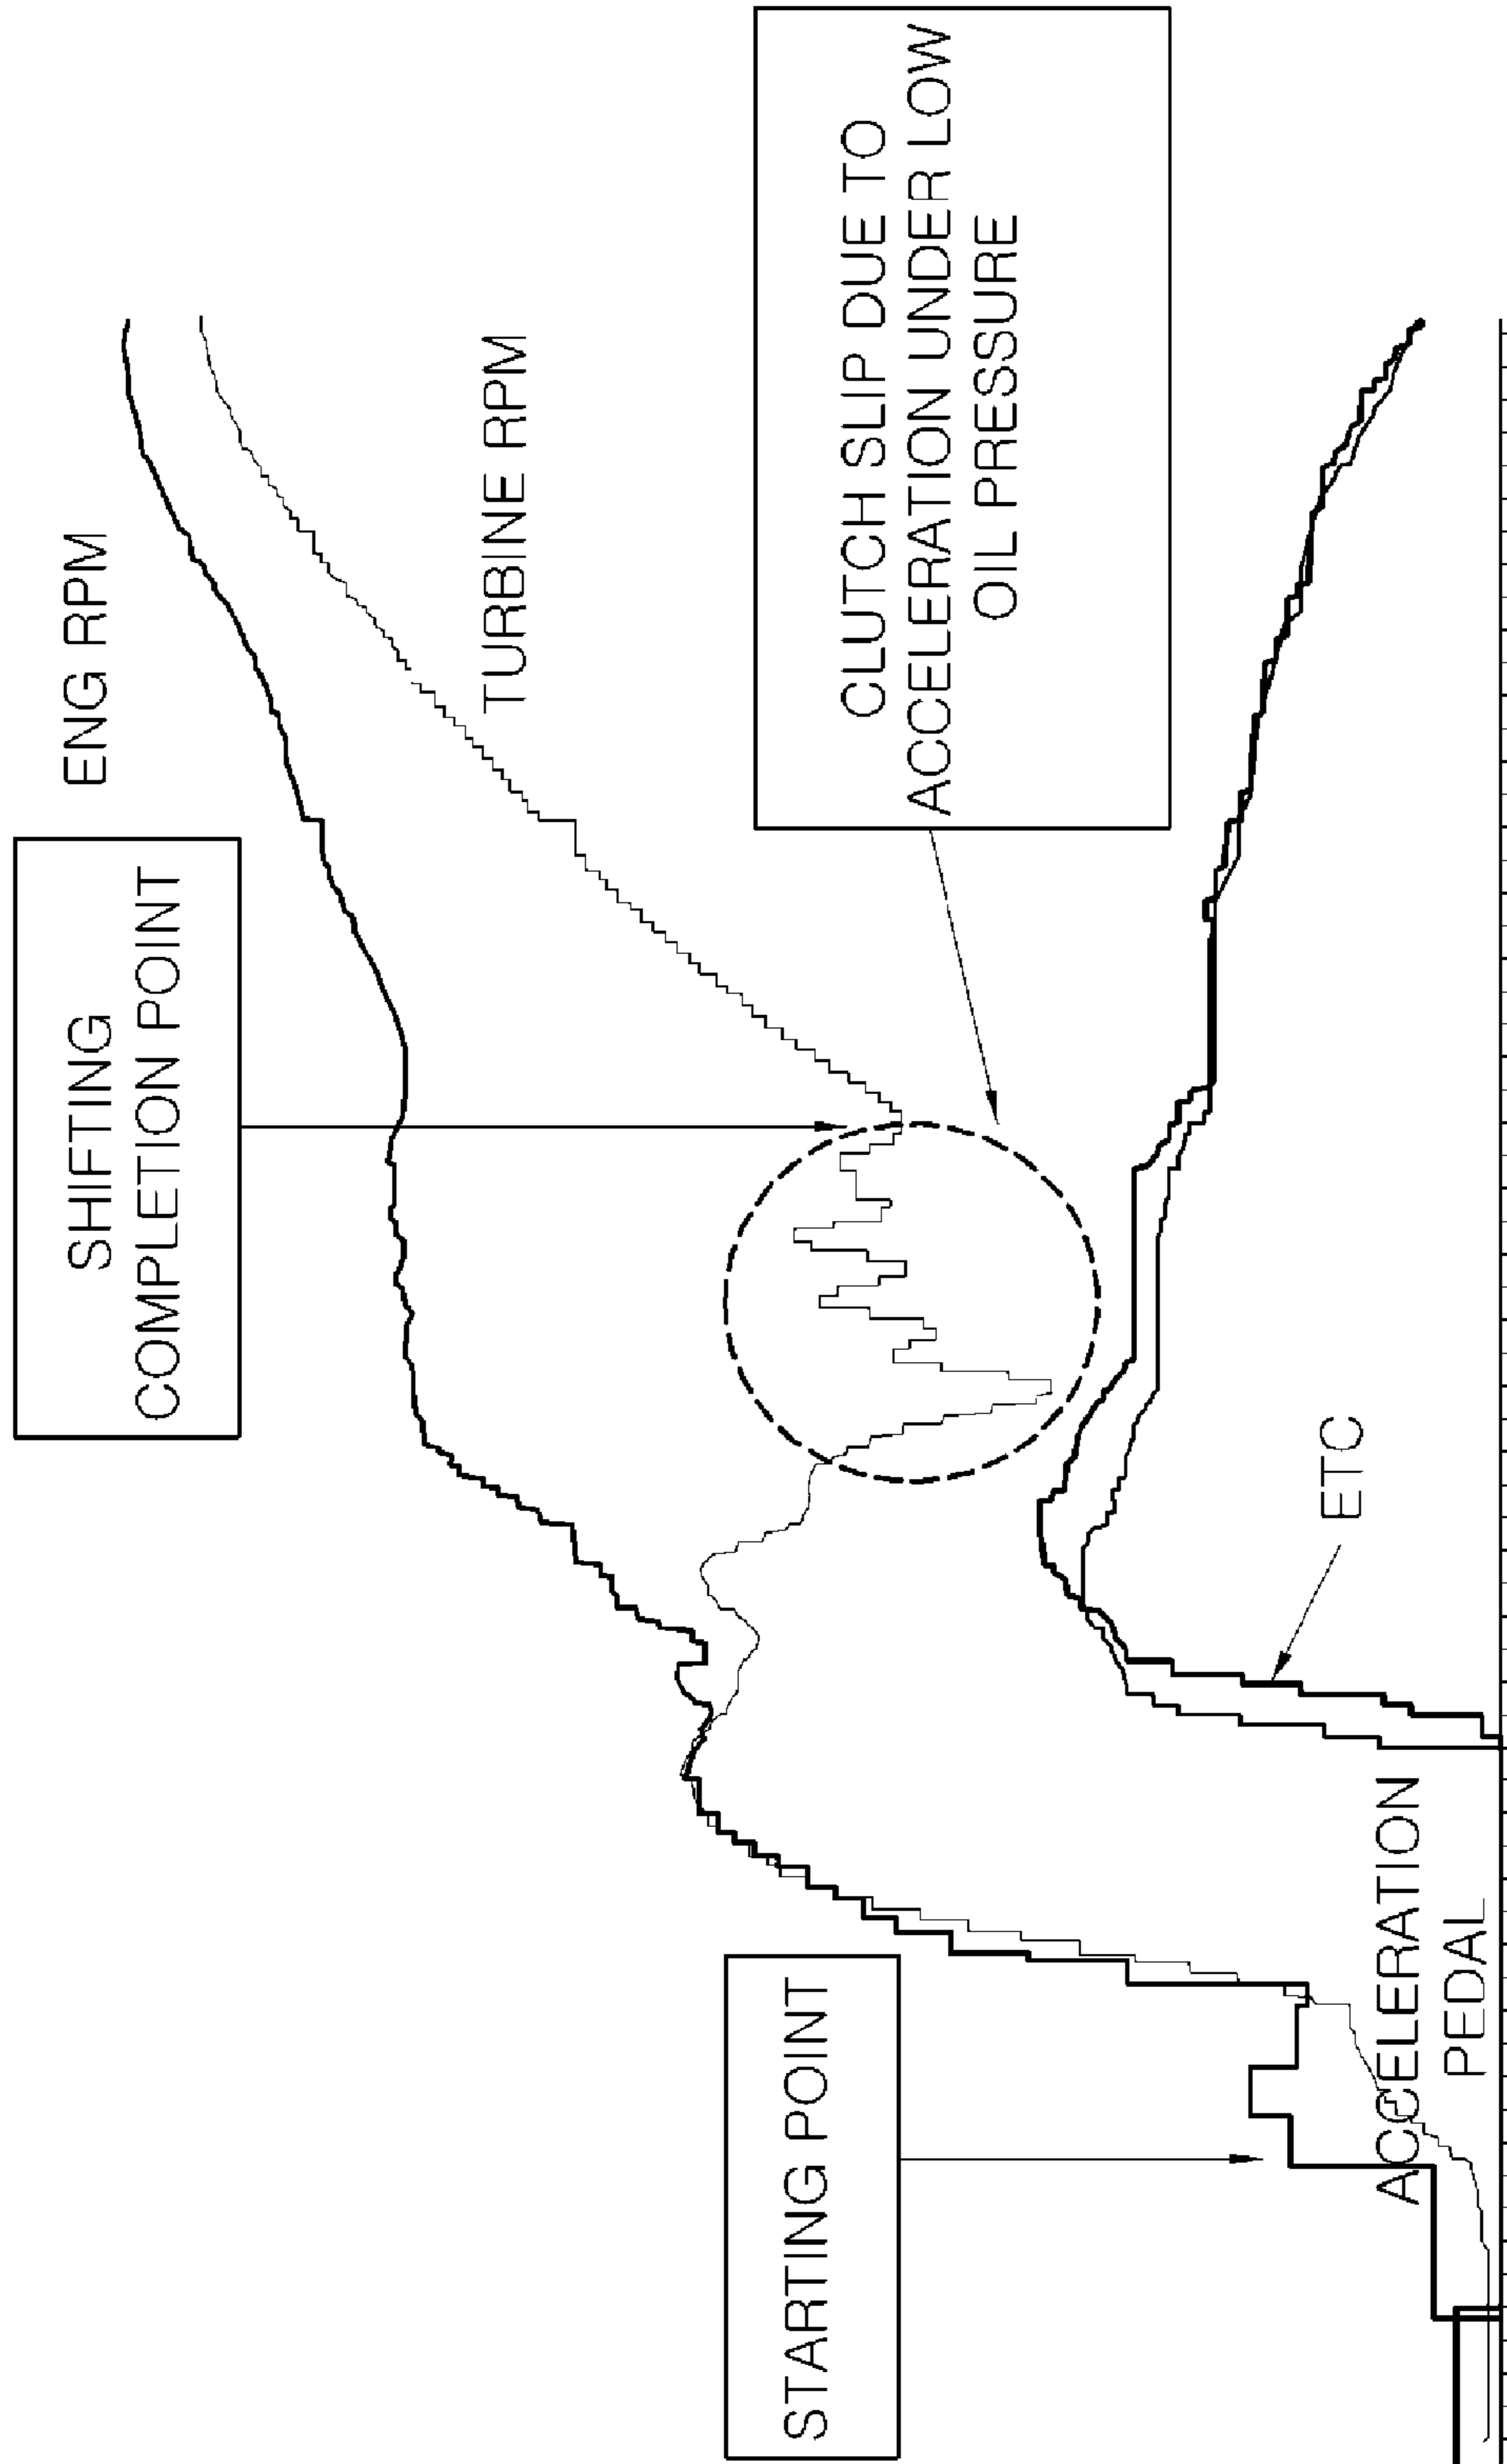 SHIFTING
COMPLETION POINT
ENG RPM
TURBINE RPM
STARTING POINT
CLUTCH SLIP DUE TO
ACCELERATION UNDER LOW
OIL PRESSURE
ETC
ACCELERATION
PEDAL